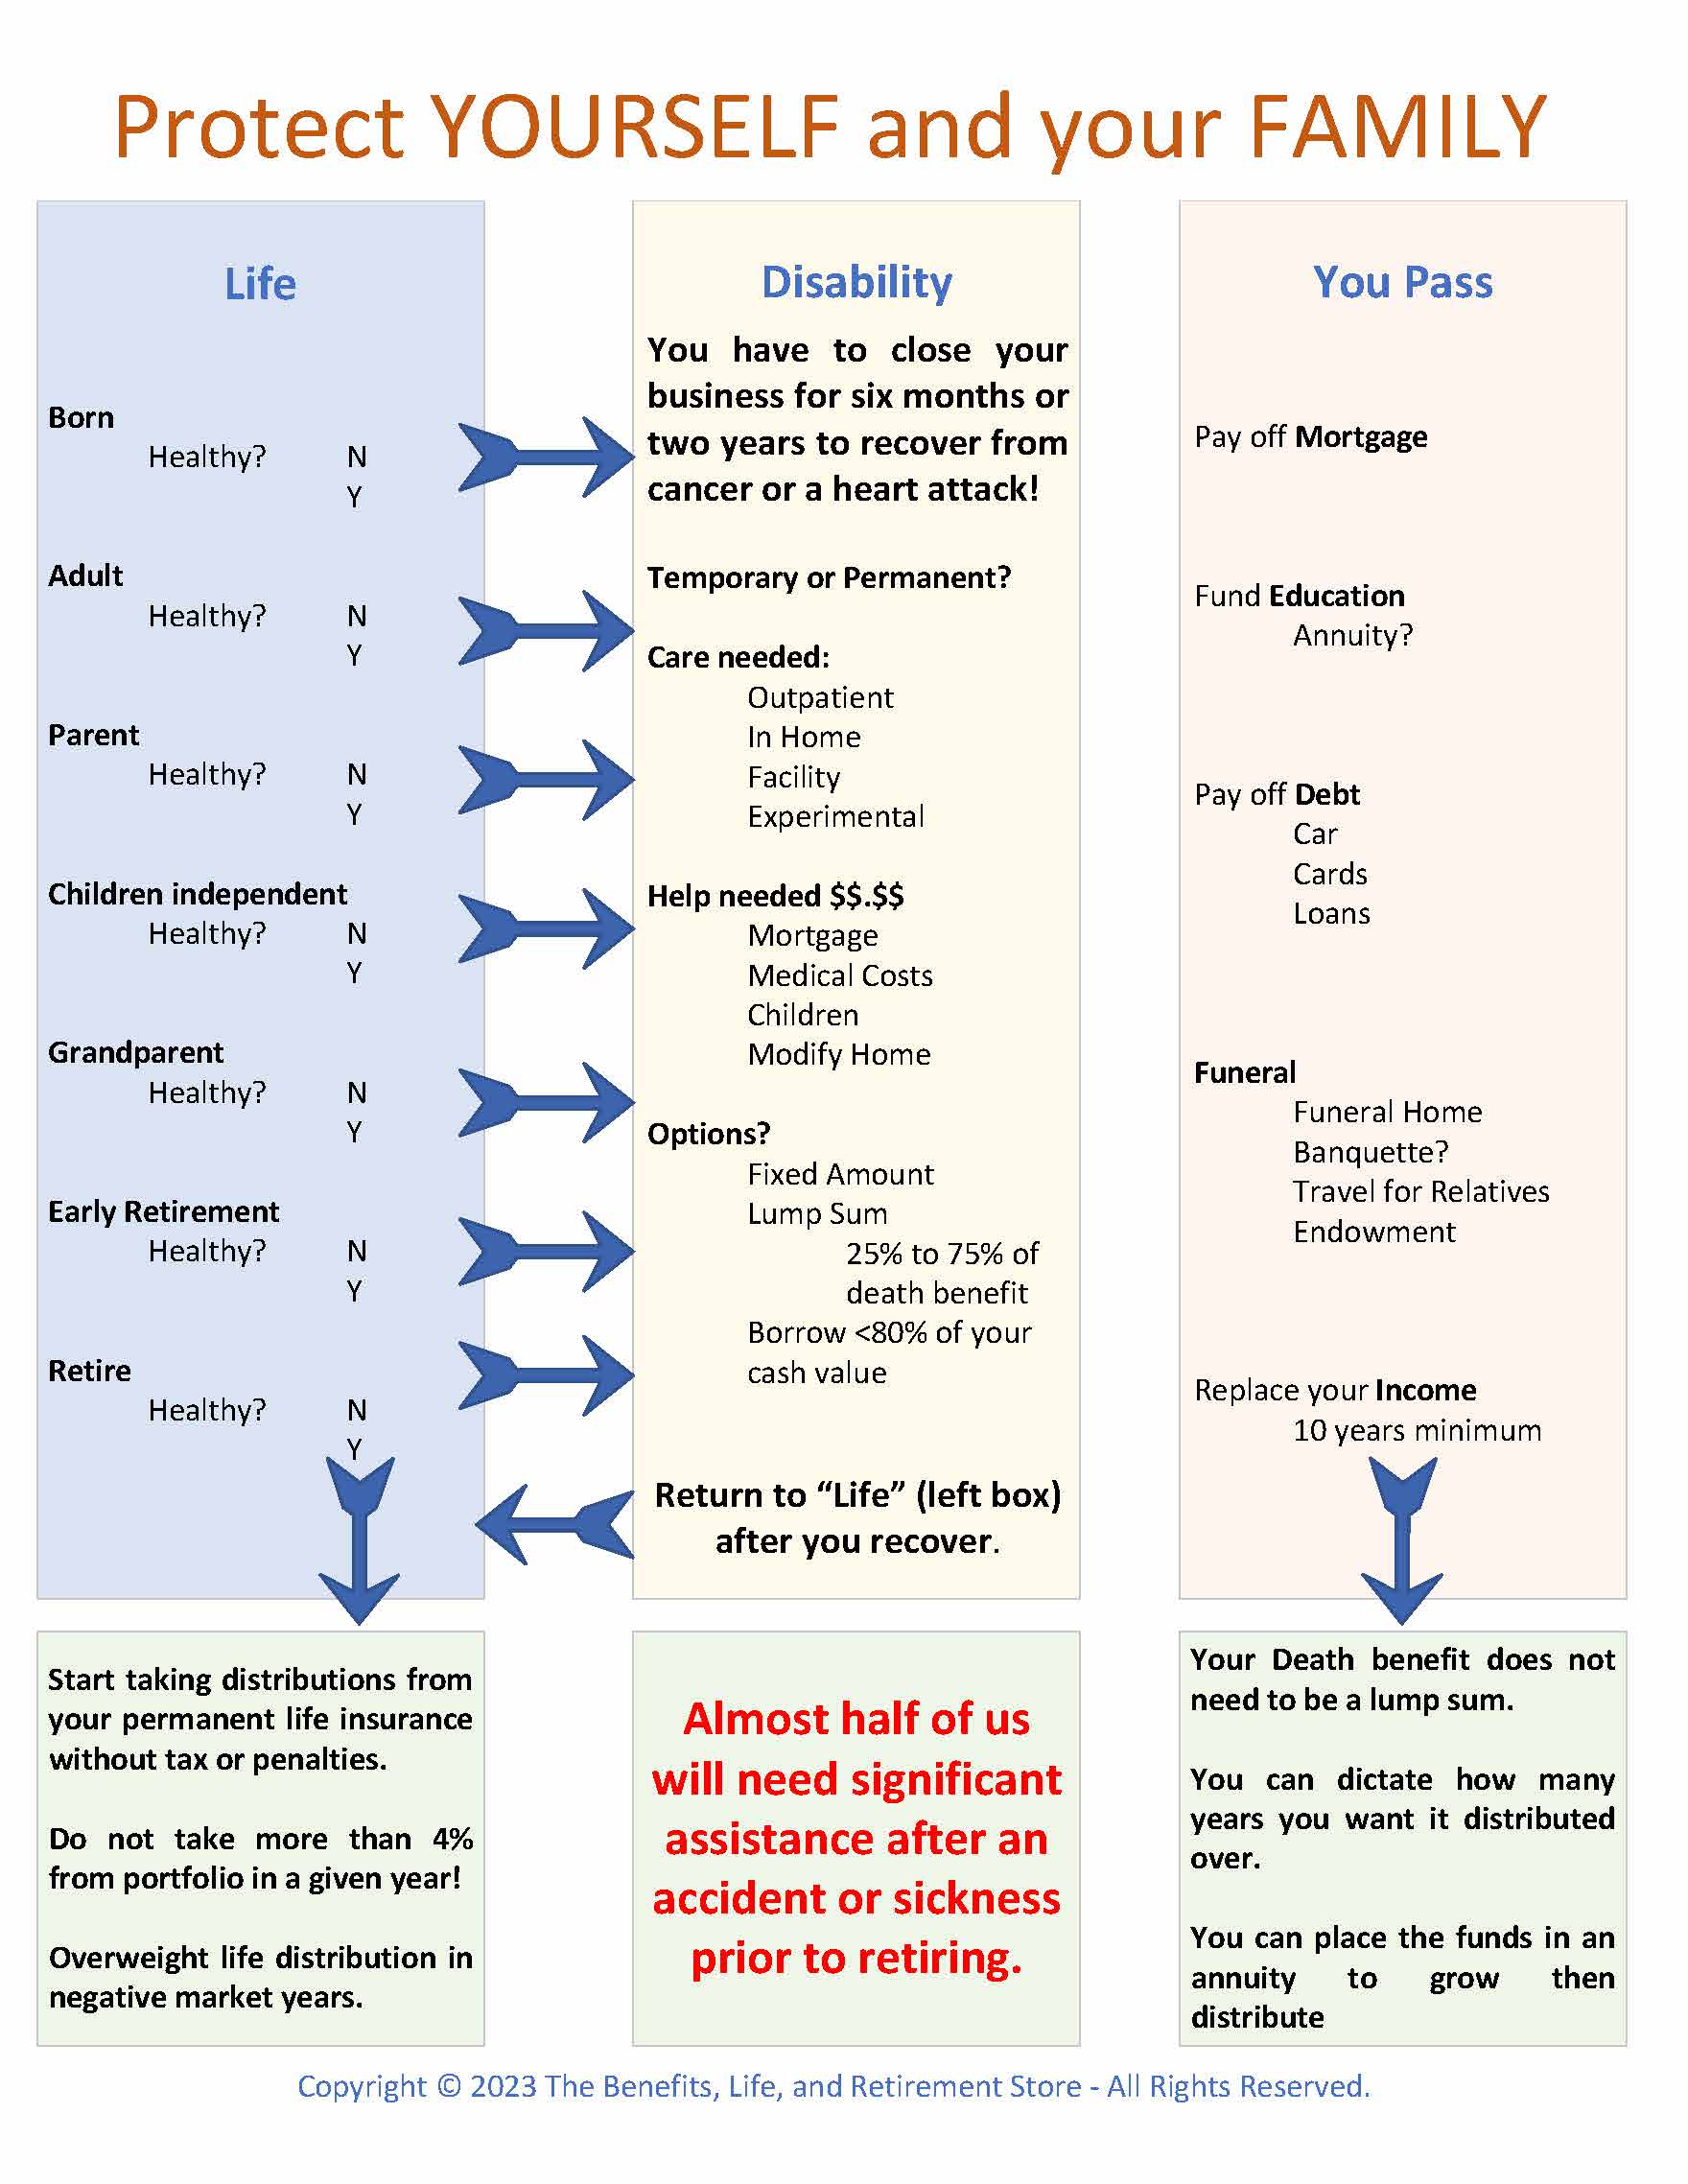 Protect YOURSELF and your FAMILY
Life
Born
Healthy? N
Y
Adult
Healthy? N
Y
Parent
Healthy? N
Y
Children independent
Healthy? N
Y
Grandparent
Healthy? N
Y
Early Retirement
Healthy? N
Y
Retire
Healthy? N
Y
Disability
You have to close your
business for six months or
two years to recover from
cancer or a heart attack!
Temporary or Permanent?
Care needed:
Outpatient
In Home
Facility
Experimental
Help needed $$.$$
Mortgage
Medical Costs
Children
Modify Home
Options?
Fixed Amount
Lump Sum
25% to 75% of
death benefit
Borrow <80% of your
cash value
Return to “Life” (left box)
after you recover.
You Pass
Pay off Mortgage
Fund Education
Annuity?
Pay off Debt
Car
Cards
Loans
Funeral
Funeral Home
Banquette?
Travel for Relatives
Endowment
Replace your Income
10 years minimum
Start taking distributions from
your permanent life insurance
without tax or penalties.
Do not take more than 4%
from portfolio in a given year!
Overweight life distribution in
negative market years.
Almost half of us
will need significant
assistance after an
accident or sickness
prior to retiring.
Your Death benefit does not
need to be a lump sum.
You can dictate how many
years you want it distributed
over.
You can place the funds in an
annuity to grow then
distribute
Copyright © 2023 The Benefits, Life, and Retirement Store - All Rights Reserved.